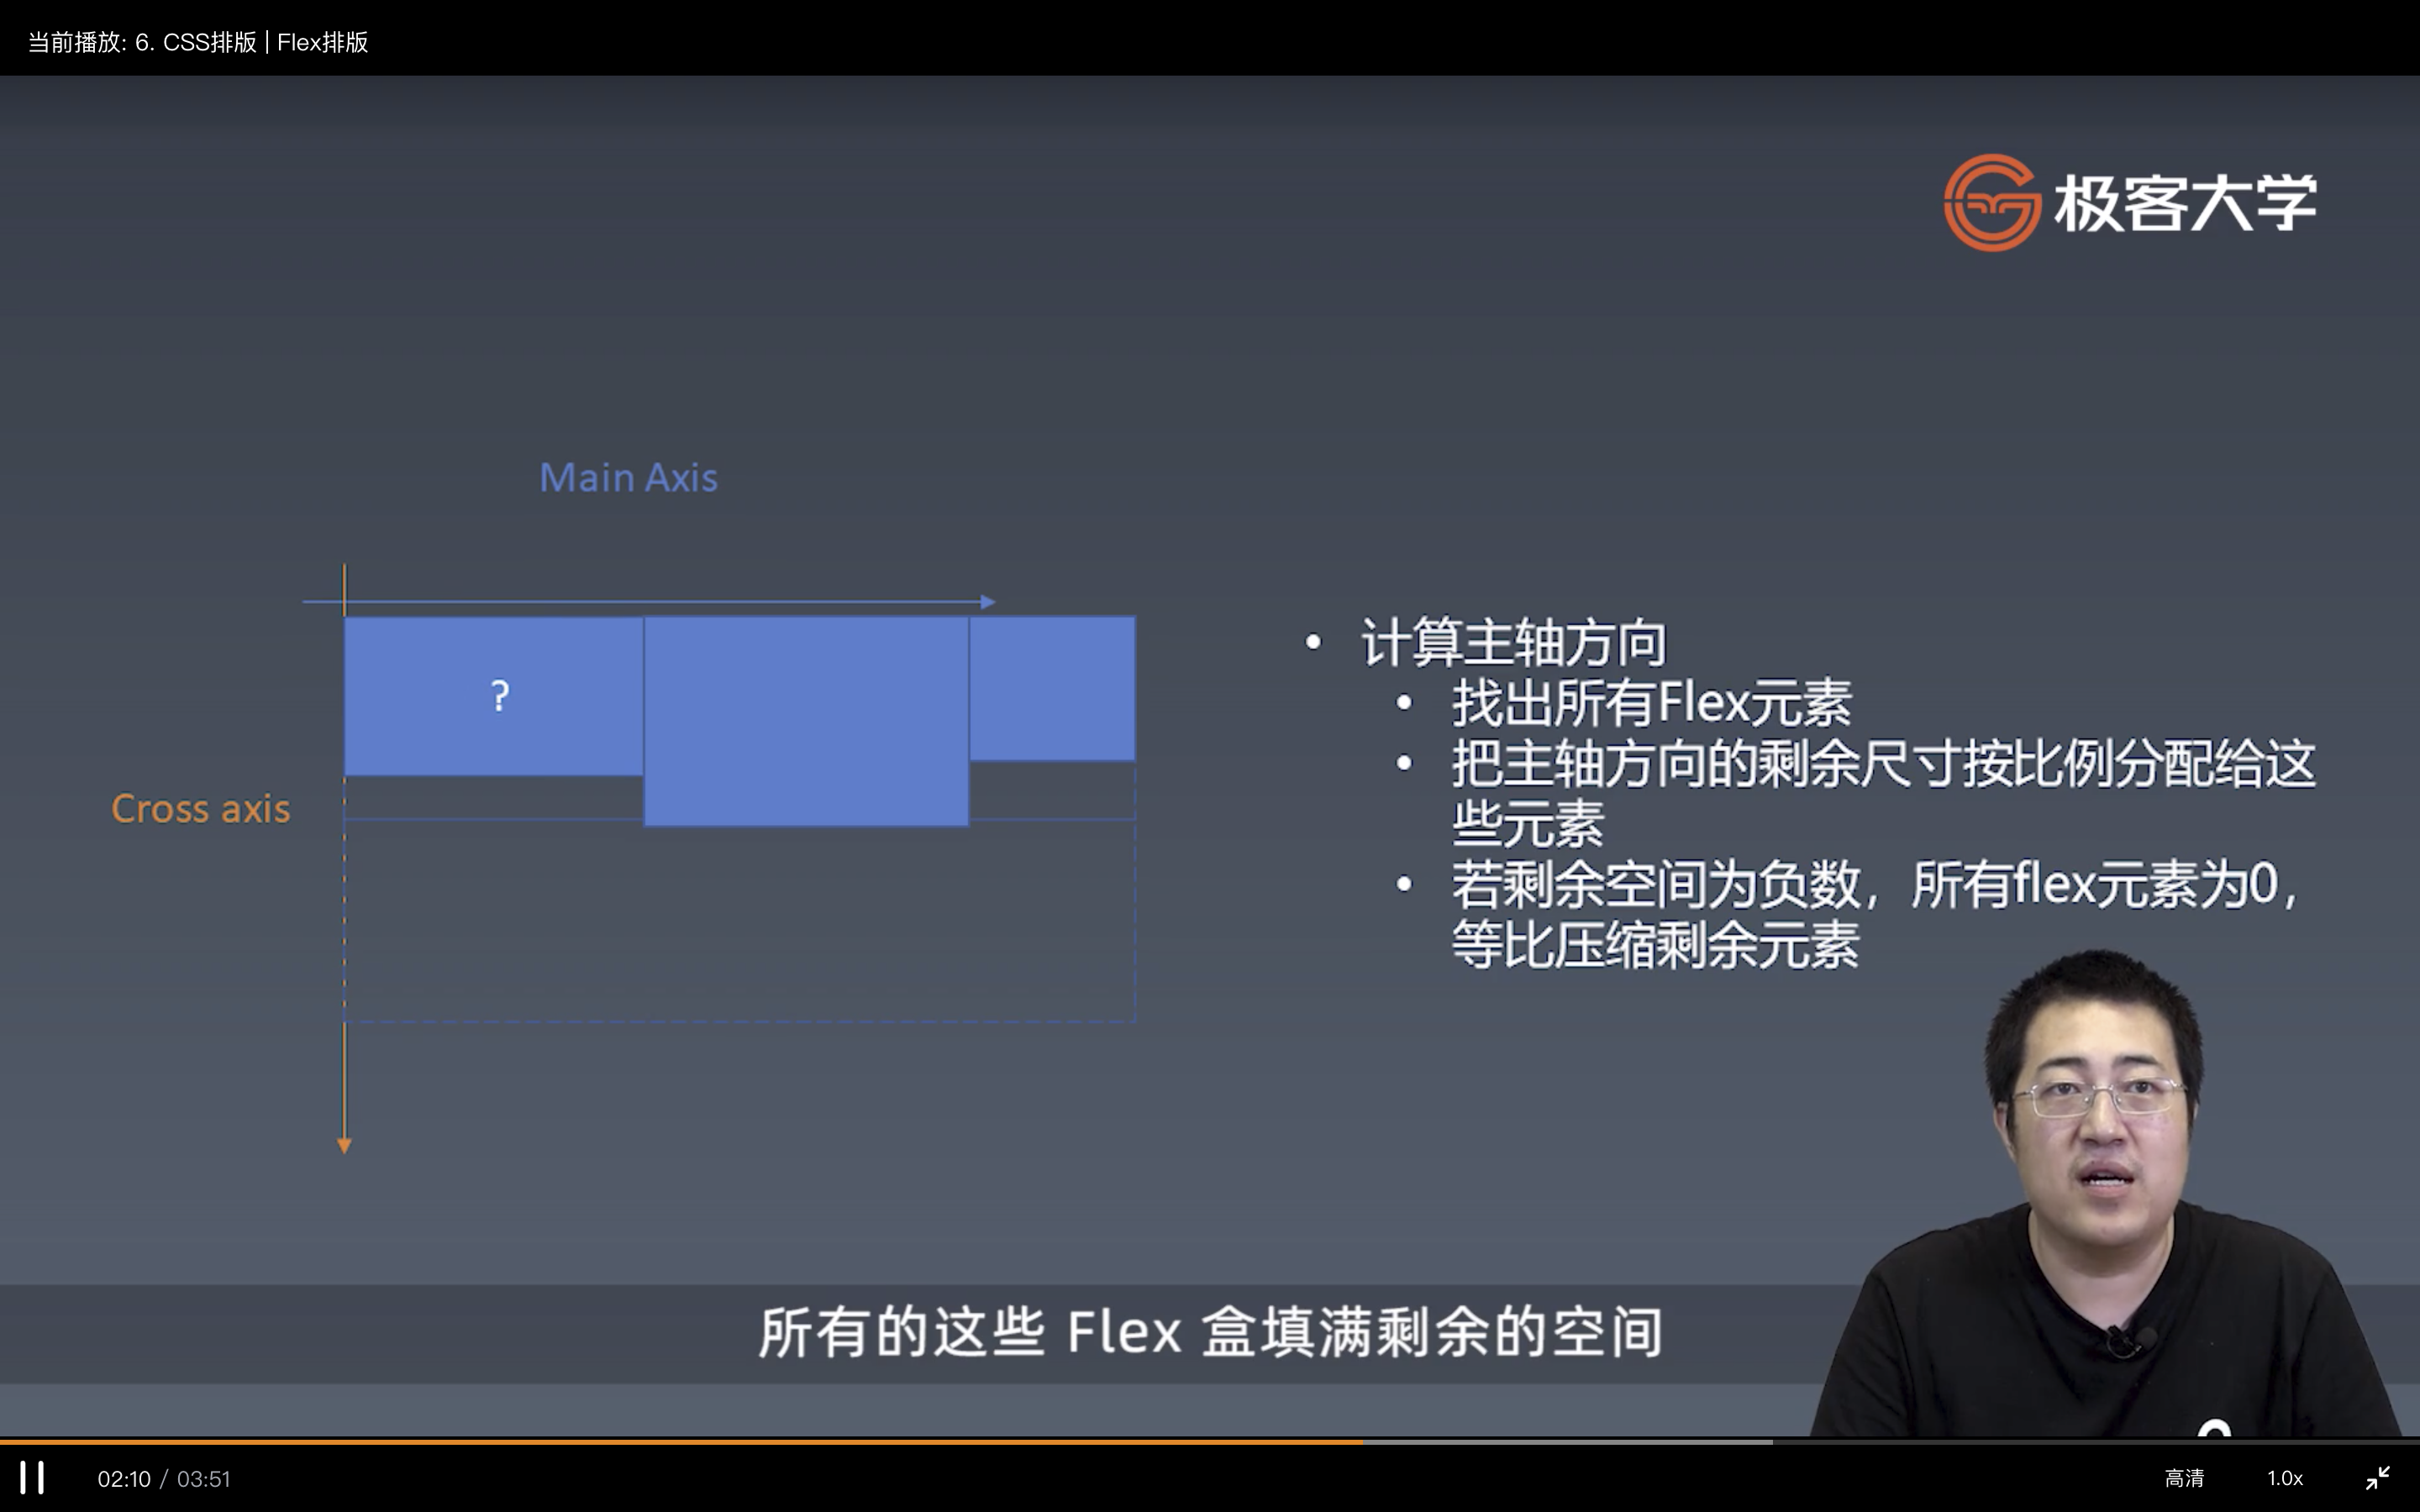 当前播放: 6. CSS排版 | Flex排版
极客大学
Main Axis
?
Cross axis
• 计算主轴方向
• 找出所有Flex元素
• 把主轴方向的剩余尺寸按比例分配给这
些元素
• 若剩余空间为负数，所有flex元素为0，
等比压缩剩余元素
所有的这些 Flex 盒填满剩余的空间
02:10 / 03:51
高清
1.0x